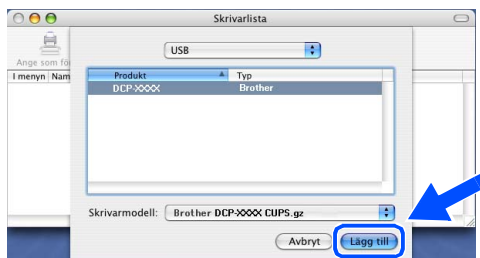 Skrivarlista
USB
Ange som för
I menyn Nam
Produkt Typ
DCP-XXXX Brother
Skrivarmodell: Brother DCP-XXXX CUPS.gz
Avbryt Lägg till